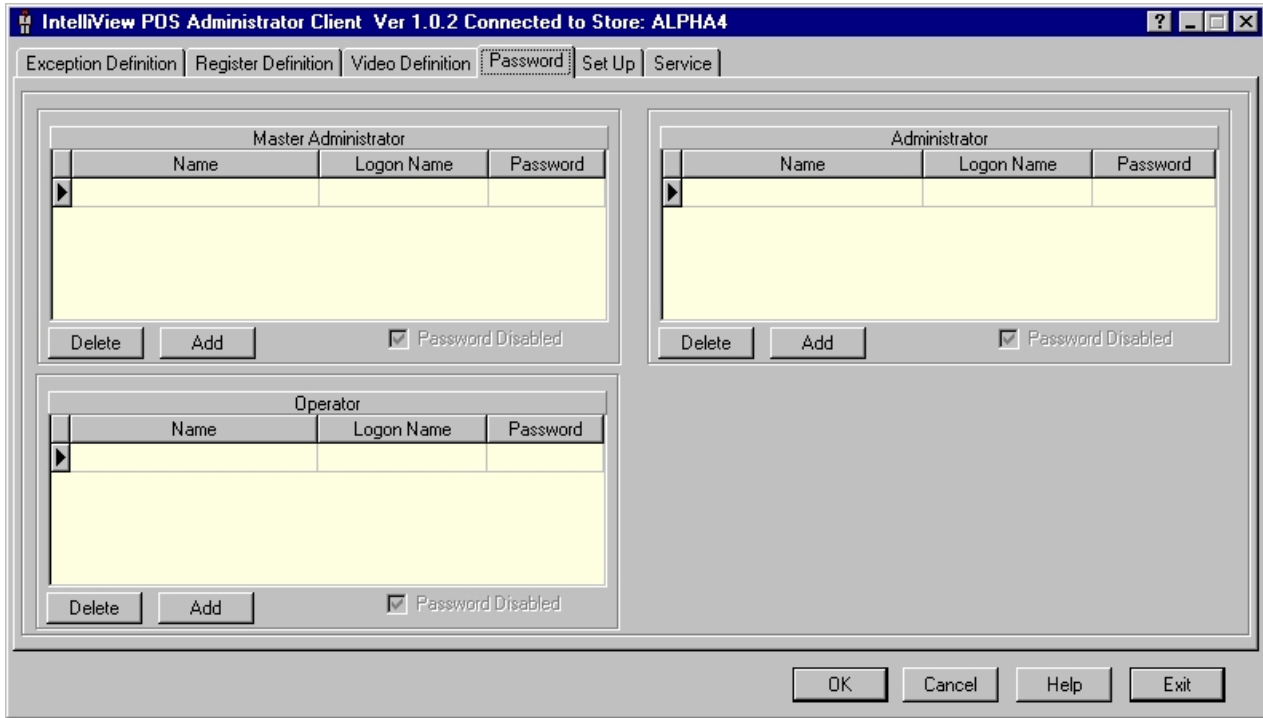 IntelliView POS Administrator Client Ver 1.0.2 Connected to Store: ALPHA4
Exception Definition Register Definition Video Definition Password Set Up Service
Master Administrator
Name Logon Name Password
Delete Add Password Disabled
Administrator
Name Logon Name Password
Delete Add Password Disabled
Operator
Name Logon Name Password
Delete Add Password Disabled
OK Cancel Help Exit